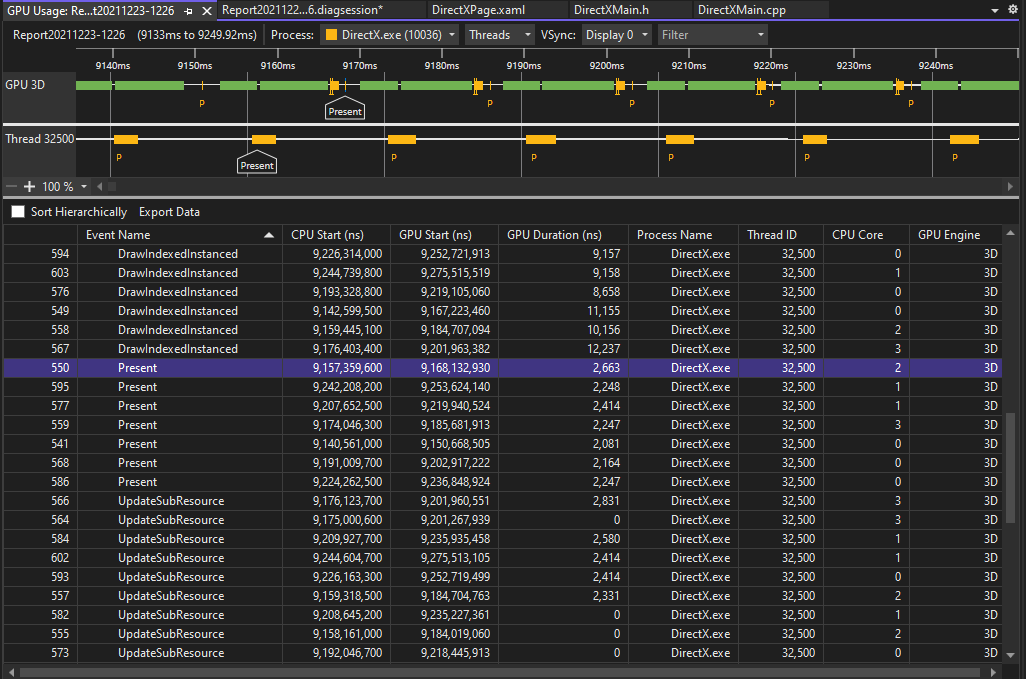 GPU Usage: Re...t20211223-1226 Report2021122...6.diagsession* DirectXPage.xaml DirectXMain.h DirectXMain.cpp
Report20211223-1226 (9133ms to 9249.92ms) Process: DirectX.exe (10036) Threads VSync: Display 0 Filter
9140ms 9150ms 9160ms 9170ms 9180ms 9190ms 9200ms 9210ms 9220ms 9230ms 9240ms
GPU 3D
P P P P P
Present
Thread 32500
P P P P P P
Present
100 %
Sort Hierarchically Export Data
Event Name CPU Start (ns) GPU Start (ns) GPU Duration (ns) Process Name Thread ID CPU Core GPU Engine
594 DrawIndexedInstanced 9,226,314,000 9,252,721,913 9,157 DirectX.exe 32,500 0 3D
603 DrawIndexedInstanced 9,244,739,800 9,275,515,519 9,158 DirectX.exe 32,500 1 3D
576 DrawIndexedInstanced 9,193,328,800 9,219,105,060 8,658 DirectX.exe 32,500 0 3D
549 DrawIndexedInstanced 9,142,599,500 9,167,223,460 11,155 DirectX.exe 32,500 0 3D
558 DrawIndexedInstanced 9,159,445,100 9,184,707,094 10,156 DirectX.exe 32,500 2 3D
567 DrawIndexedInstanced 9,176,403,400 9,201,963,382 12,237 DirectX.exe 32,500 3 3D
550 Present 9,157,359,600 9,168,132,930 2,663 DirectX.exe 32,500 2 3D
595 Present 9,242,208,200 9,253,624,140 2,248 DirectX.exe 32,500 1 3D
577 Present 9,207,652,500 9,219,940,524 2,414 DirectX.exe 32,500 1 3D
559 Present 9,174,046,300 9,185,681,913 2,247 DirectX.exe 32,500 3 3D
541 Present 9,140,561,000 9,150,668,505 2,081 DirectX.exe 32,500 0 3D
568 Present 9,191,009,700 9,202,917,222 2,164 DirectX.exe 32,500 0 3D
586 Present 9,224,262,500 9,236,848,924 2,247 DirectX.exe 32,500 0 3D
566 UpdateSubResource 9,176,123,700 9,201,960,551 2,831 DirectX.exe 32,500 3 3D
564 UpdateSubResource 9,175,000,600 9,201,267,939 0 DirectX.exe 32,500 3 3D
584 UpdateSubResource 9,209,927,700 9,235,935,458 2,580 DirectX.exe 32,500 1 3D
602 UpdateSubResource 9,244,604,700 9,275,513,105 2,414 DirectX.exe 32,500 1 3D
593 UpdateSubResource 9,226,163,300 9,252,719,499 2,414 DirectX.exe 32,500 0 3D
557 UpdateSubResource 9,159,318,500 9,184,704,763 2,331 DirectX.exe 32,500 2 3D
582 UpdateSubResource 9,208,645,200 9,235,227,361 0 DirectX.exe 32,500 1 3D
555 UpdateSubResource 9,158,161,000 9,184,019,060 0 DirectX.exe 32,500 2 3D
573 UpdateSubResource 9,192,046,700 9,218,445,913 0 DirectX.exe 32,500 0 3D